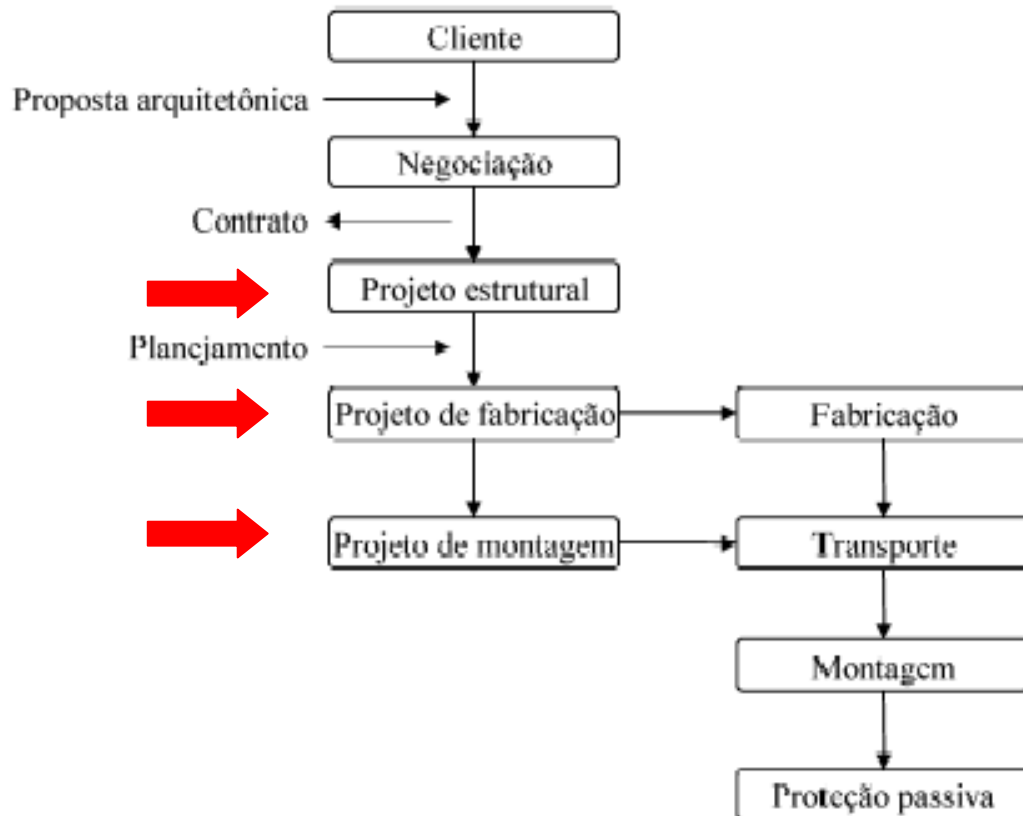 Cliente
Proposta arquitetônica
Negociação
Contrato
Projeto estrutural
Planejamento
Projeto de fabricação
Fabricação
Projeto de montagem
Transporte
Montagem
Proteção passiva